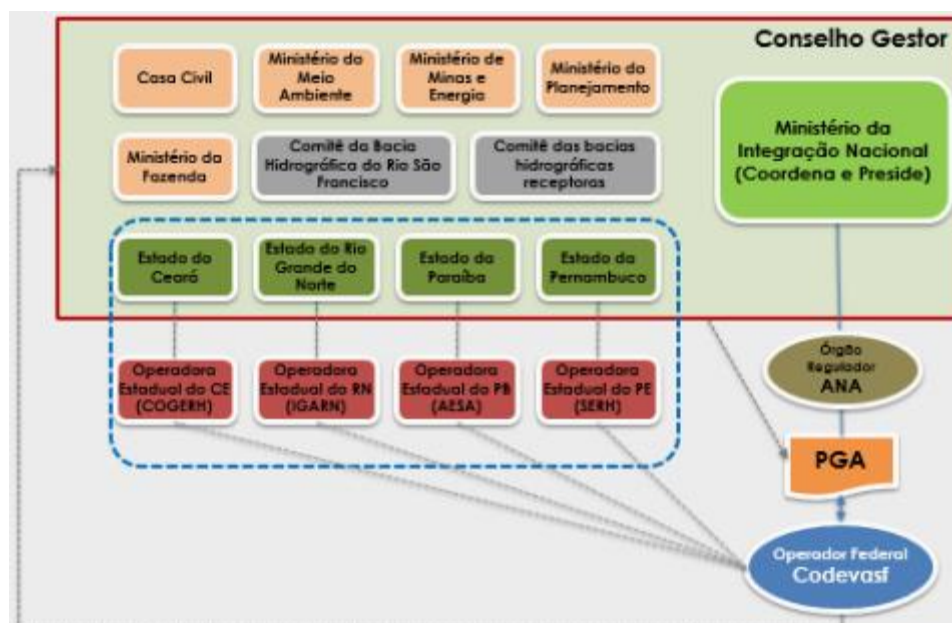 Conselho Gestor
Casa Civil
Ministério do
Meio
Ambiente
Ministério de
Minas e
Energia
Ministério do
Planejamento
Ministério da
Integração Nacional
(Coordena e Preside)
Ministério da
Fazenda
Comitê da Bacia
Hidrográfica do Rio São
Francisco
Comitê das bacias
hidrográficas
receptoras
Estado do
Ceará
Estado do Rio
Grande do
Norte
Estado da
Paraíba
Estado da
Pernambuco
Operadora
Estadual do CE
(COGERH)
Operadora
Estadual do RN
(IGARN)
Operadora
Estadual do PB
(AESA)
Operadora
Estadual do PE
(SERH)
Órgão
Regulador
ANA
PGA
Operador Federal
Codevasf